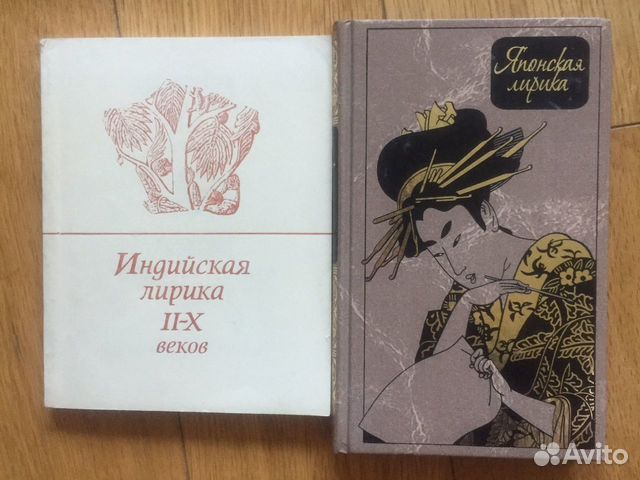 Индийская
лирика
II-X
веков
Японская
лирика
Avito